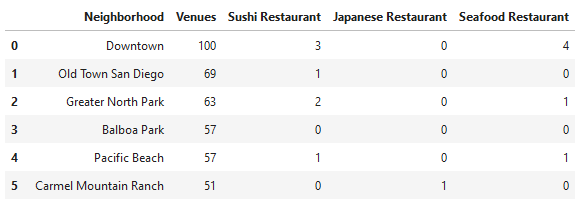 Neighborhood Venues Sushi Restaurant Japanese Restaurant Seafood Restaurant
0 Downtown 100 3 0 4
1 Old Town San Diego 69 1 0 0
2 Greater North Park 63 2 0 1
3 Balboa Park 57 0 0 0
4 Pacific Beach 57 1 0 1
5 Carmel Mountain Ranch 51 0 1 0